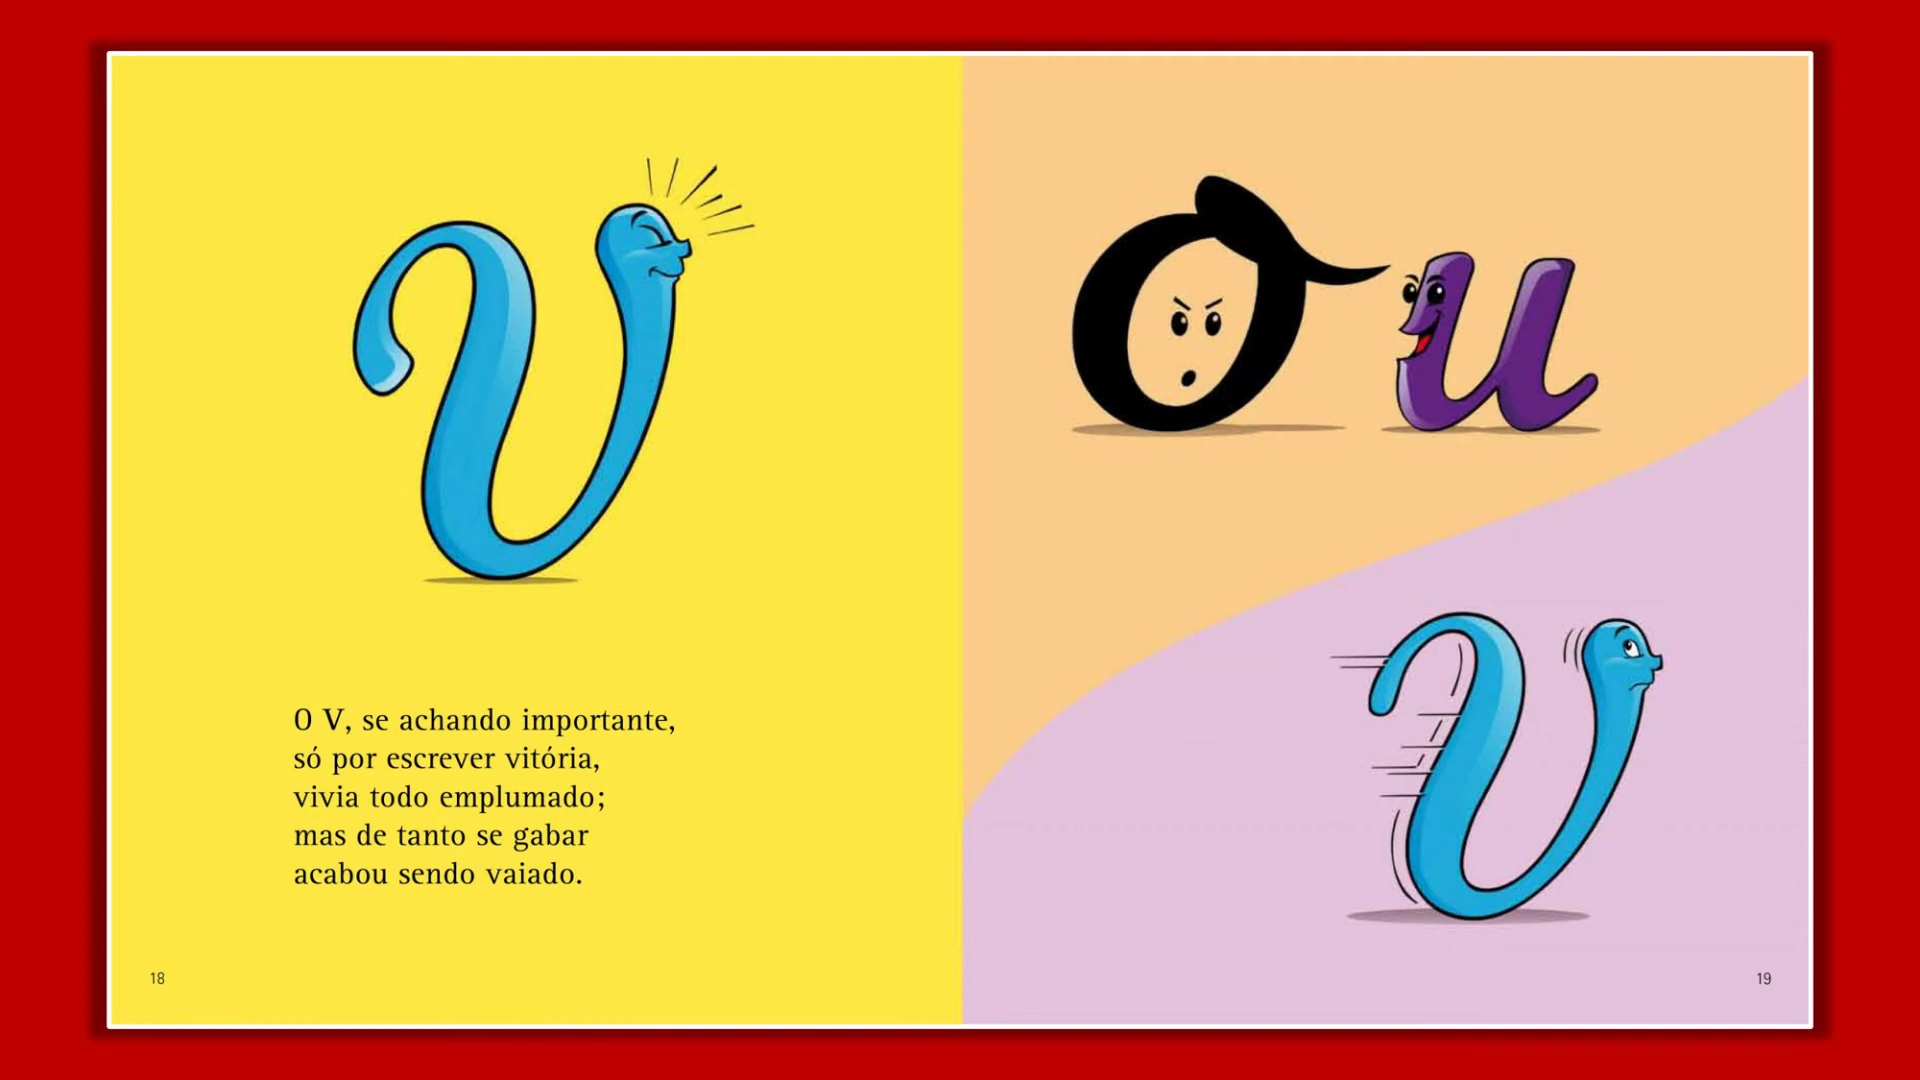 O V, se achando importante,
só por escrever vitória,
vivia todo emplumado;
mas de tanto se gabar
acabou sendo vaiado.
18
O u
V
19